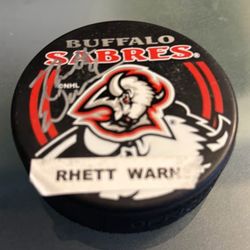 BUFFALO
SABRES
©NHL
RHETT WARN